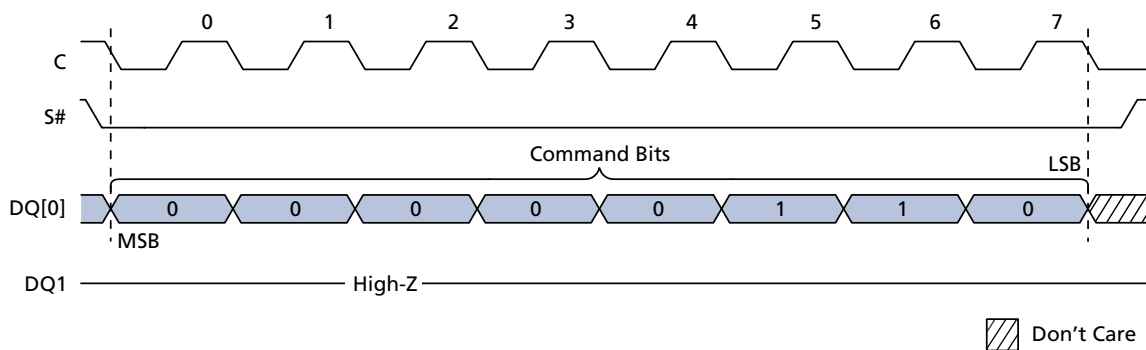 0 1 2 3 4 5 6 7
C
S#
Command Bits
LSB
DQ[0] 0 0 0 0 0 1 1 0
MSB
DQ1 High-Z
Don't Care